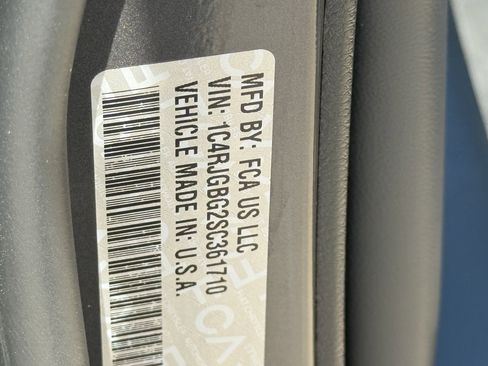 MFD BY: FCA US LLC
VIN: 1C4RJGBG2SC361710
VEHICLE MADE IN: U.S.A.